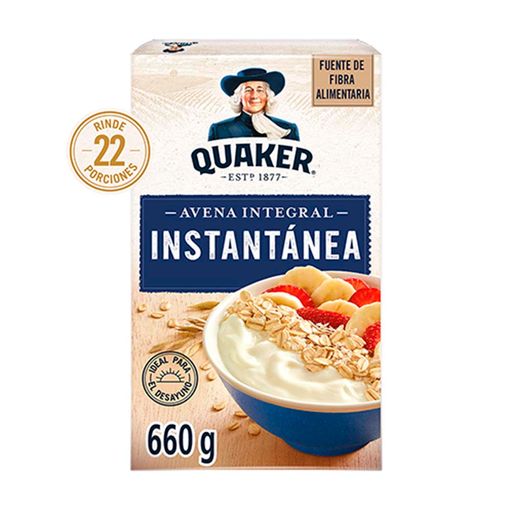 FUENTE DE
FIBRA
ALIMENTARIA
RINDE
22
PORCIONES
QUAKER®
ESTD 1877
AVENA INTEGRAL
INSTANTÁNEA
IDEAL PARA
EL DESAYUNO
660 g